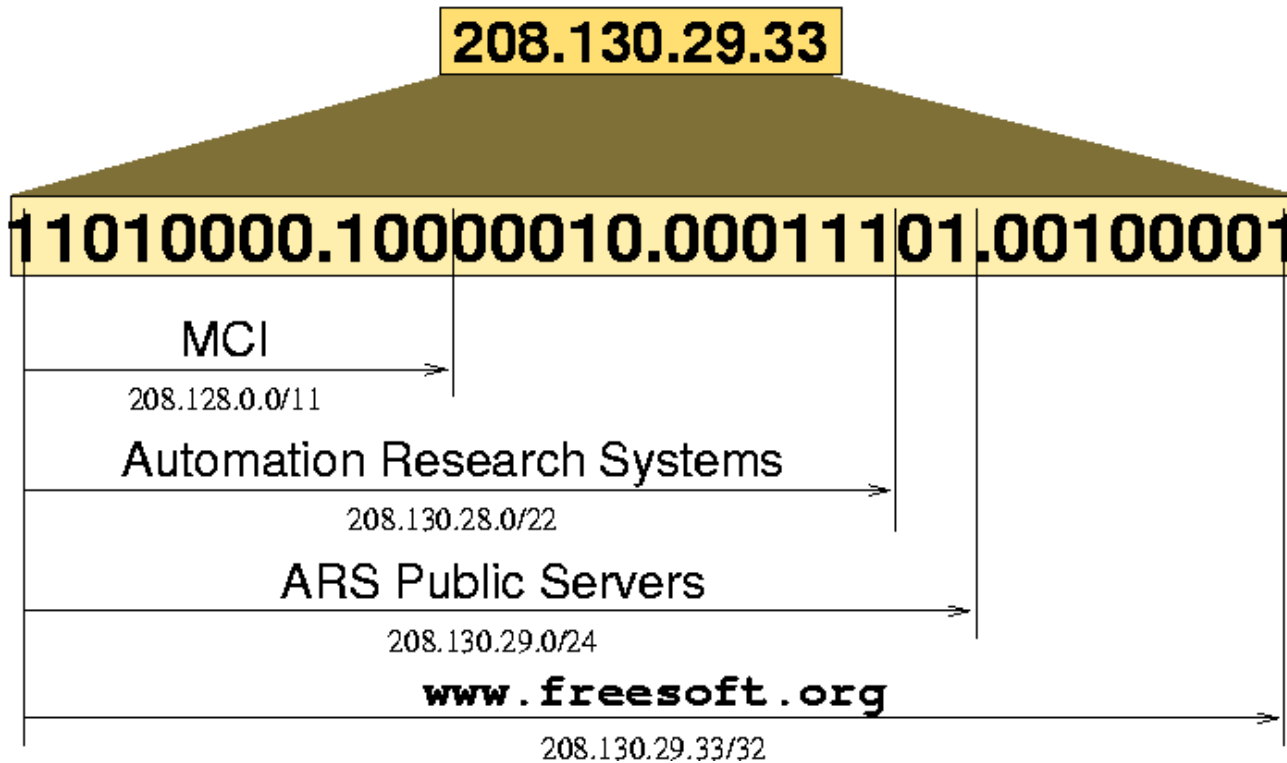 208.130.29.33
11010000.10000010.00011101.00100001
MCI
208.128.0.0/11
Automation Research Systems
208.130.28.0/22
ARS Public Servers
208.130.29.0/24
www.freesoft.org
208.130.29.33/32